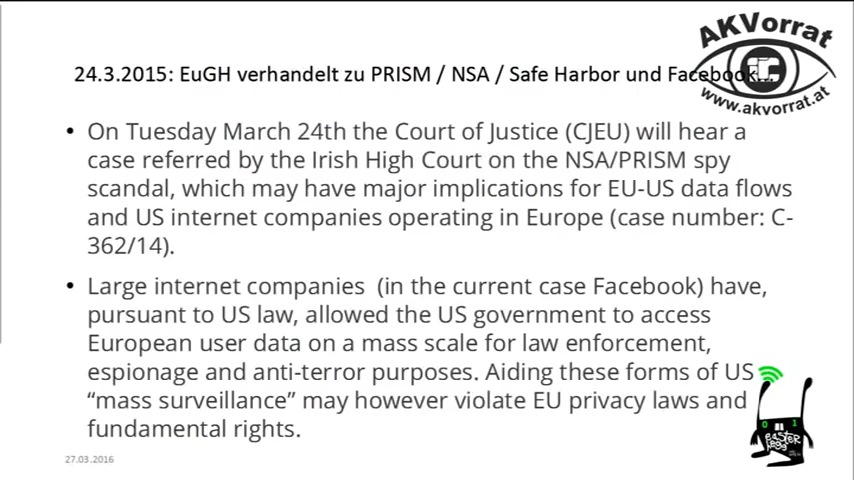 AKVorrat
24.3.2015: EuGH verhandelt zu PRISM / NSA / Safe Harbor und Facebook...
www.akvorrat.at
• On Tuesday March 24th the Court of Justice (CJEU) will hear a
case referred by the Irish High Court on the NSA/PRISM spy
scandal, which may have major implications for EU-US data flows
and US internet companies operating in Europe (case number: C-
362/14).
• Large internet companies (in the current case Facebook) have,
pursuant to US law, allowed the US government to access
European user data on a mass scale for law enforcement,
espionage and anti-terror purposes. Aiding these forms of US
“mass surveillance” may however violate EU privacy laws and
fundamental rights.
0 1
easter
hegg
27.03.2016